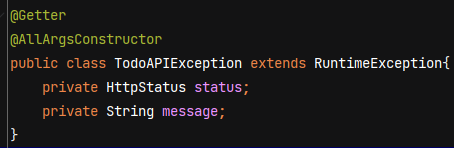 @Getter
@AllArgsConstructor
public class TodoAPIException extends RuntimeException{
    private HttpStatus status;
    private String message;
}